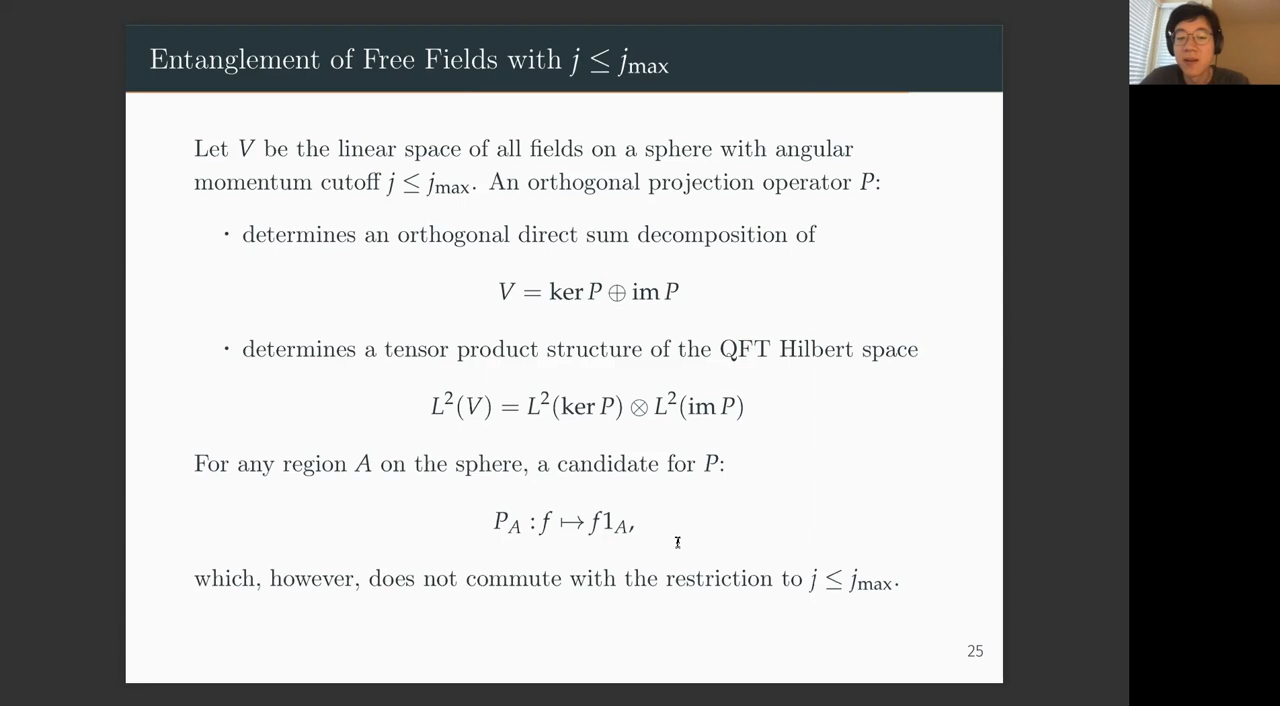 Entanglement of Free Fields with j ≤ jmax
Let V be the linear space of all fields on a sphere with angular
momentum cutoff j ≤ jmax. An orthogonal projection operator P:
· determines an orthogonal direct sum decomposition of
V = ker P ⊕ im P
· determines a tensor product structure of the QFT Hilbert space
L²(V) = L²(ker P) ⊗ L²(im P)
For any region A on the sphere, a candidate for P:
P_A : f ↦ f1_A,
which, however, does not commute with the restriction to j ≤ jmax.
25